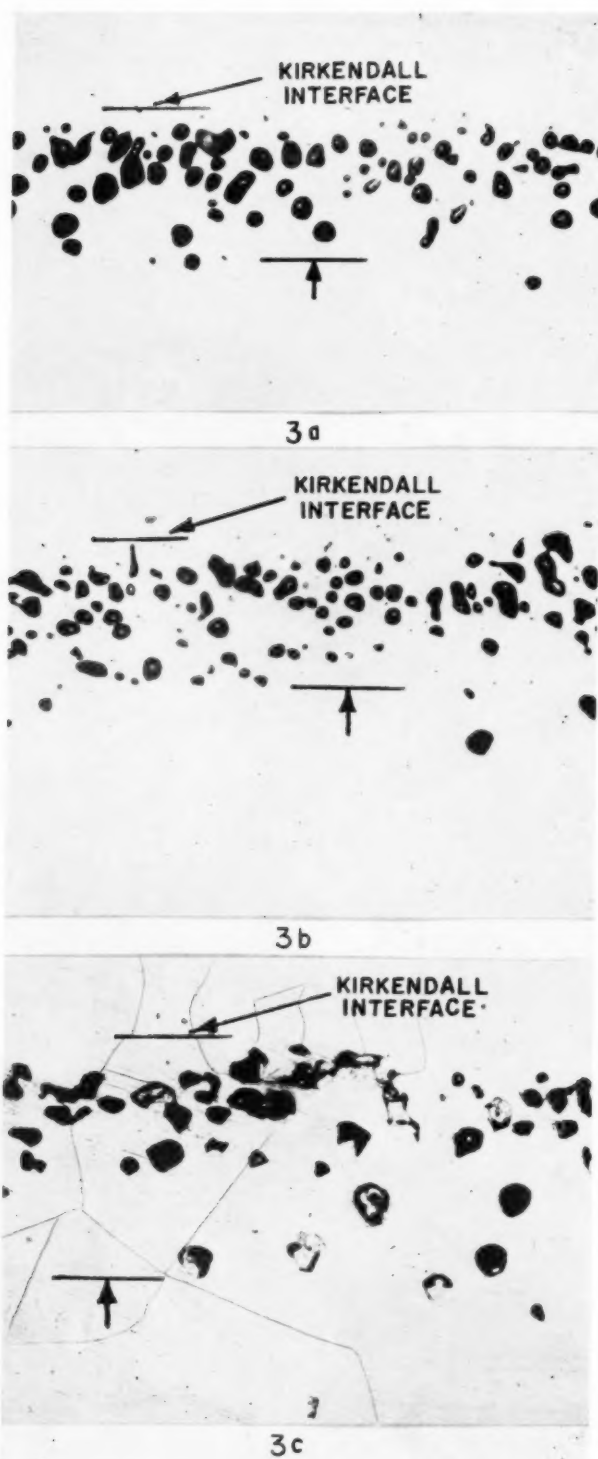 KIRKENDALL
INTERFACE
3a
KIRKENDALL
INTERFACE
3b
KIRKENDALL
INTERFACE
3c